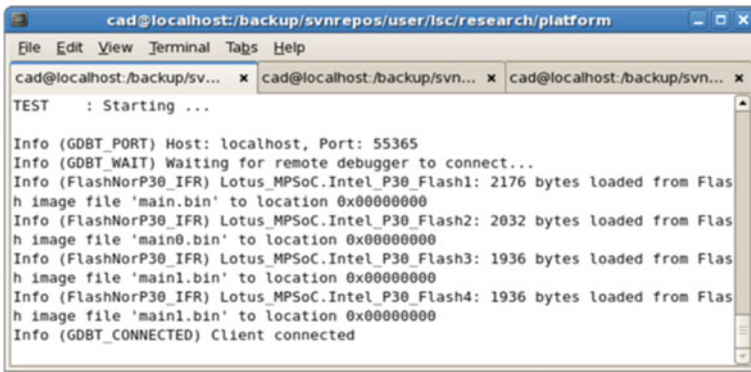 cad@localhost:/backup/svnrepos/user/lsc/research/platform
File Edit View Terminal Tabs Help
cad@localhost:/backup/sv... × cad@localhost:/backup/svn... × cad@localhost:/backup/svn... ×
TEST    : Starting ...
Info (GDBT_PORT) Host: localhost, Port: 55365
Info (GDBT_WAIT) Waiting for remote debugger to connect...
Info (FlashNorP30_IFR) Lotus_MPSoC.Intel_P30_Flash1: 2176 bytes loaded from Flas
h image file 'main.bin' to location 0x00000000
Info (FlashNorP30_IFR) Lotus_MPSoC.Intel_P30_Flash2: 2032 bytes loaded from Flas
h image file 'main0.bin' to location 0x00000000
Info (FlashNorP30_IFR) Lotus_MPSoC.Intel_P30_Flash3: 1936 bytes loaded from Flas
h image file 'main1.bin' to location 0x00000000
Info (FlashNorP30_IFR) Lotus_MPSoC.Intel_P30_Flash4: 1936 bytes loaded from Flas
h image file 'main1.bin' to location 0x00000000
Info (GDBT_CONNECTED) Client connected